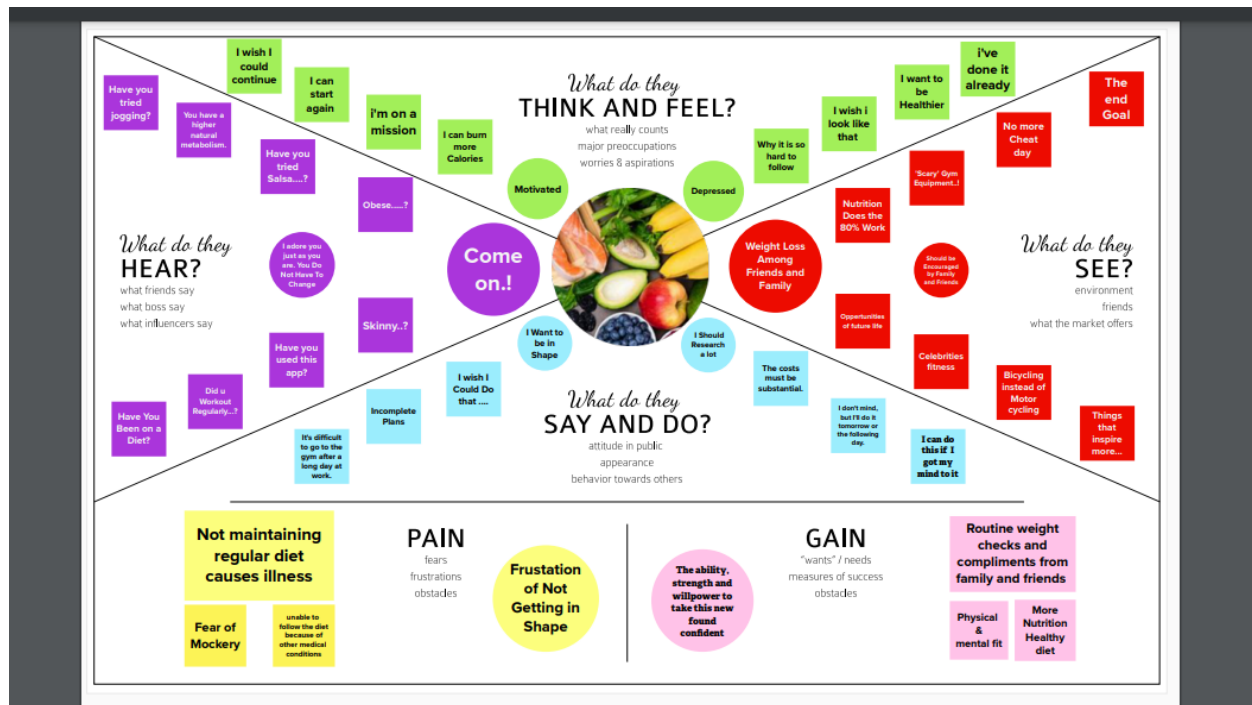 What do they
THINK AND FEEL?
what really counts
major preoccupations
worries & aspirations
I wish I
could
continue
I can
start
again
i'm on a
mission
I can burn
more
Calories
Motivated
Depressed
Why it is so
hard to
follow
I wish i
look like
that
I want to
be
Healthier
i've
done it
already
What do they
HEAR?
what friends say
what boss say
what influencers say
Have you
tried
jogging?
You have a
higher
natural
metabolism.
Have you
tried
Salsa....?
Obese.....?
I adore you
just as you
are. You Do
Not Have To
Change
Come
on.!
Skinny..?
Have you
used this
app?
Did u
Workout
Regularly...?
Have You
Been on a
Diet?
What do they
SEE?
environment
friends
what the market offers
The
end
Goal
No more
Cheat
day
'Scary' Gym
Equipment..!
Nutrition
Does the
80% Work
Weight Loss
Among
Friends and
Family
Should be
Encouraged
by Family
and Friends
Opportunities
of future life
Celebrities
fitness
Bicycling
instead of
Motor
cycling
Things
that
inspire
more...
What do they
SAY AND DO?
attitude in public
appearance
behavior towards others
I Want to
be in
Shape
I wish I
Could Do
that ....
Incomplete
Plans
It's difficult
to go to the
gym after a
long day at
work.
I Should
Research
a lot
The costs
must be
substantial.
I don't mind,
but I'll do it
tomorrow or
the following
day.
I can do
this if I
got my
mind to it
PAIN
fears
frustrations
obstacles
Not maintaining
regular diet
causes illness
Fear of
Mockery
unable to
follow the diet
because of
other medical
conditions
Frustation
of Not
Getting in
Shape
GAIN
"wants" / needs
measures of success
obstacles
The ability,
strength and
willpower to
take this new
found
confident
Routine weight
checks and
compliments from
family and friends
Physical
&
mental fit
More
Nutrition
Healthy
diet